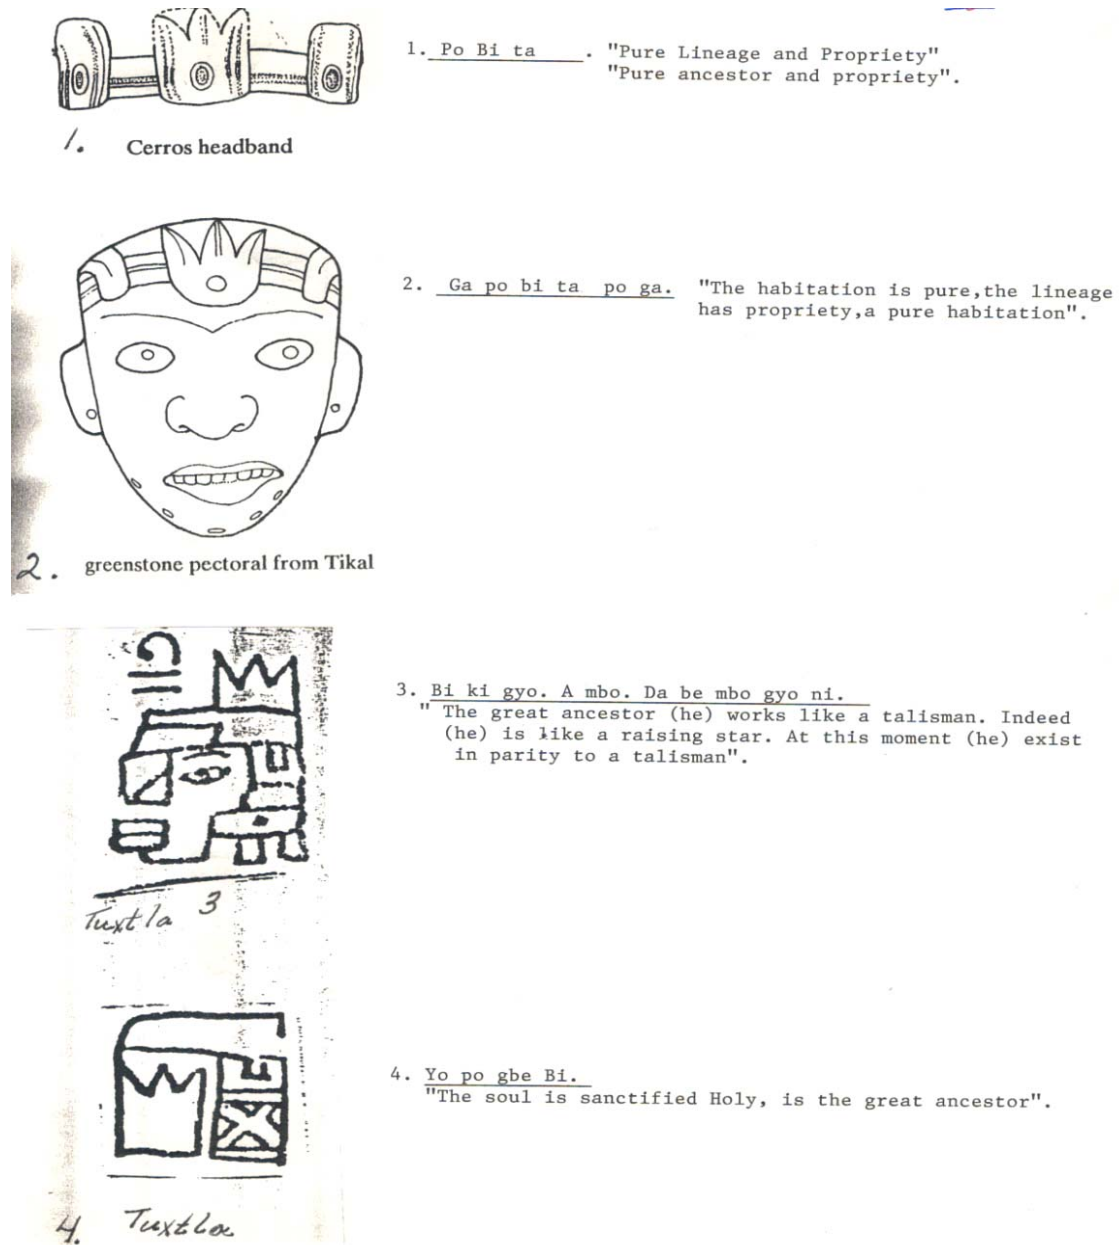 1. Po Bi ta . "Pure Lineage and Propriety"
"Pure ancestor and propriety".
1. Cerros headband
2. Ga po bi ta po ga. "The habitation is pure,the lineage
has propriety,a pure habitation".
2. greenstone pectoral from Tikal
3. Bi ki gyo. A mbo. Da be mbo gyo ni.
" The great ancestor (he) works like a talisman. Indeed
(he) is like a raising star. At this moment (he) exist
in parity to a talisman".
Tuxtla 3
4. Yo po gbe Bi.
"The soul is sanctified Holy, is the great ancestor".
4. Tuxtla